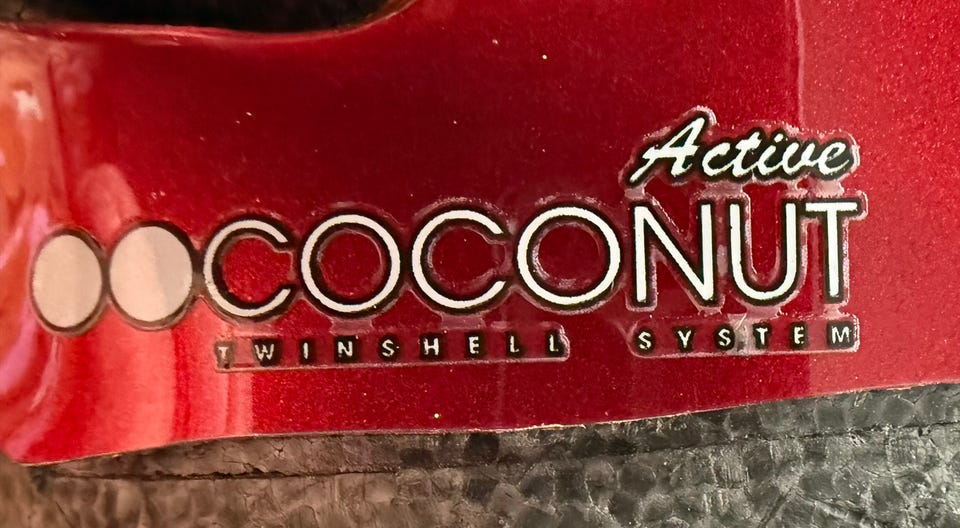 Active
COCONUT
TWINSHELL SYSTEM